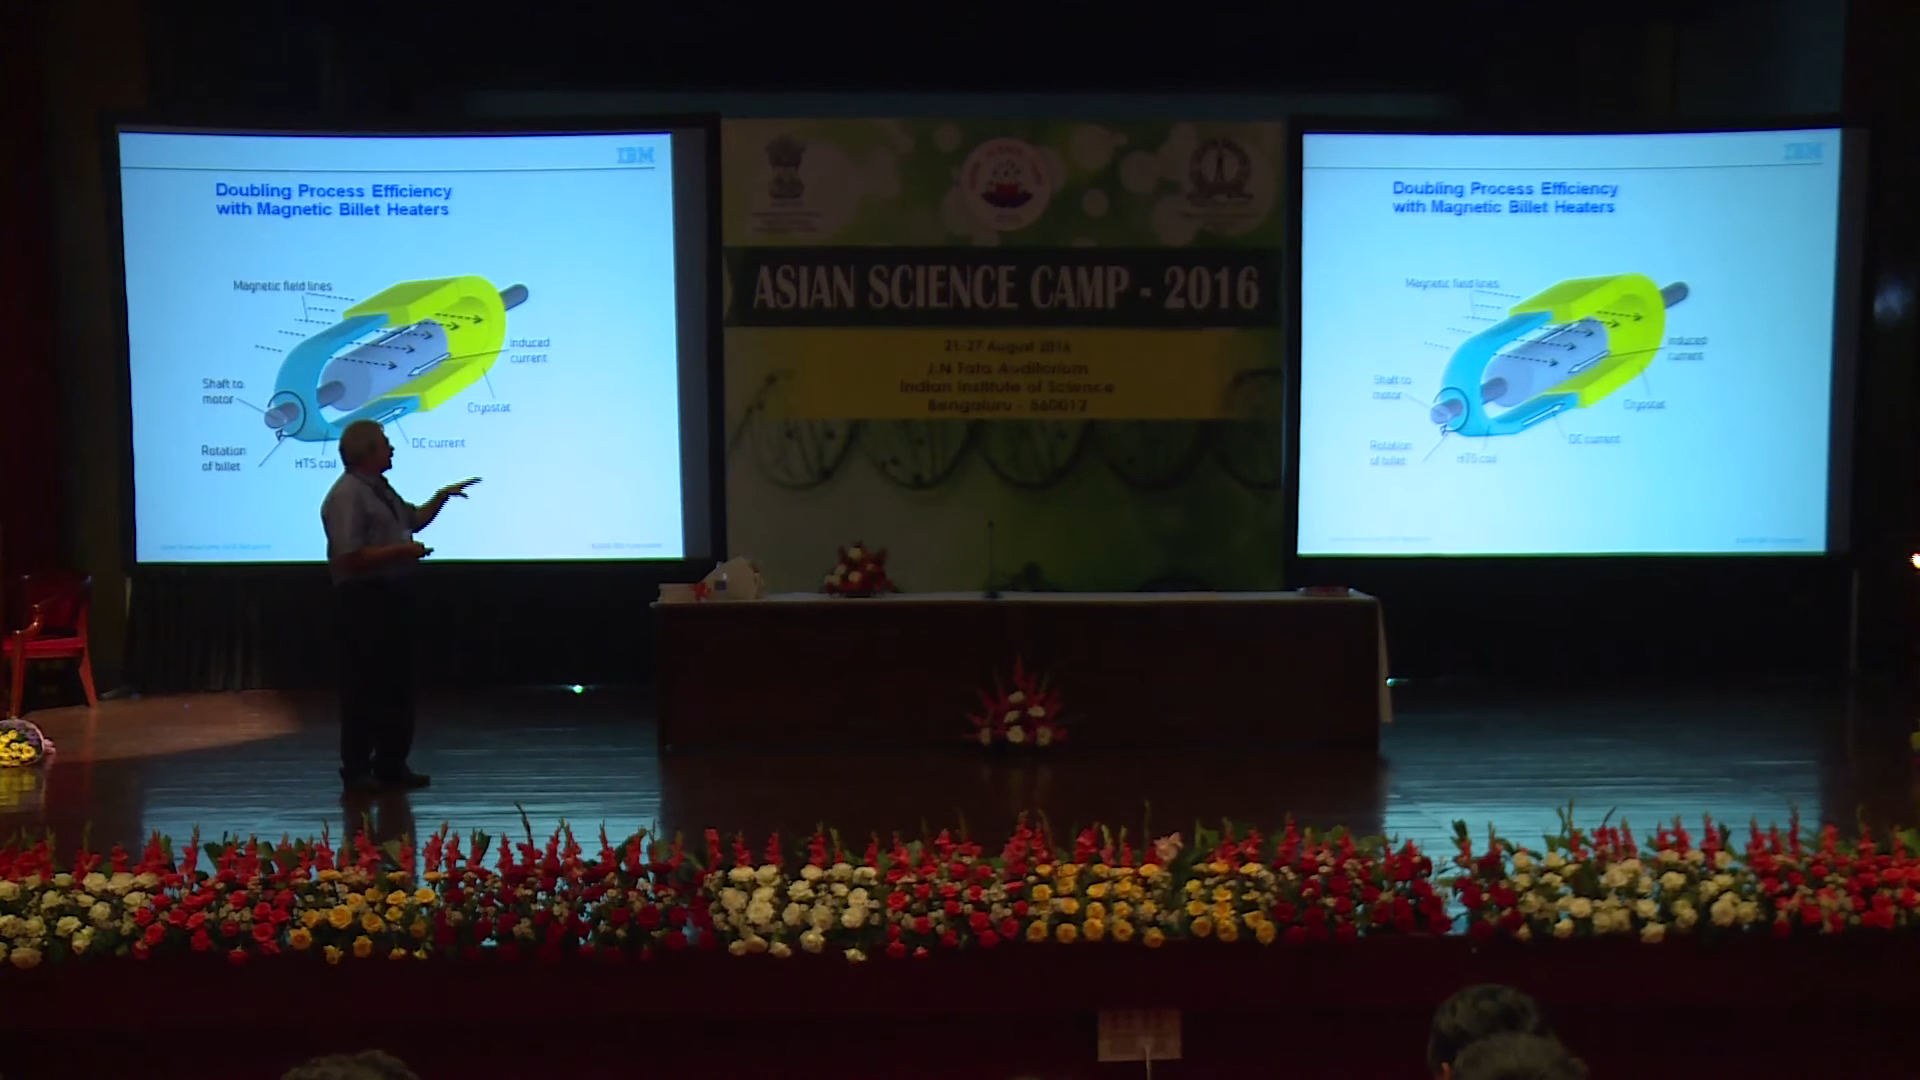 IBM
Doubling Process Efficiency
with Magnetic Billet Heaters
Magnetic field lines
Induced
current
Shaft to
motor
Cryostat
Rotation
of billet
HTS coil
DC current
ASIAN SCIENCE CAMP - 2016
21-27 August 2016
J.N Tata Auditorium
Indian Institute of Science
Bengaluru - 560012
IBM
Doubling Process Efficiency
with Magnetic Billet Heaters
Magnetic field lines
Induced
current
Shaft to
motor
Cryostat
Rotation
of billet
HTS coil
DC current